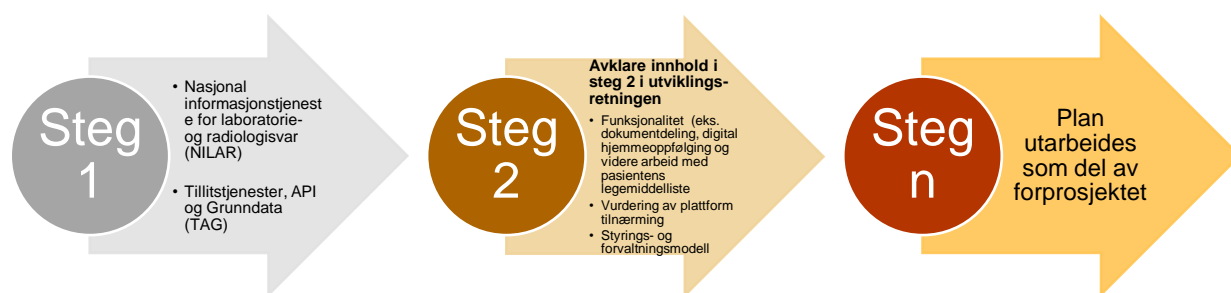 Steg
1
• Nasjonal
informasjonstjenest
e for laboratorie-
og radiologisvar
(NILAR)
• Tillitstjenester, API
og Grunndata
(TAG)
Steg
2
Avklare innhold i
steg 2 i utviklings-
retningen
• Funksjonalitet (eks.
dokumentdeling, digital
hjemmeoppfølging og
videre arbeid med
pasientens
legemiddelliste
• Vurdering av plattform
tilnærming
• Styrings- og
forvaltningsmodell
Steg
n
Plan
utarbeides
som del av
forprosjektet